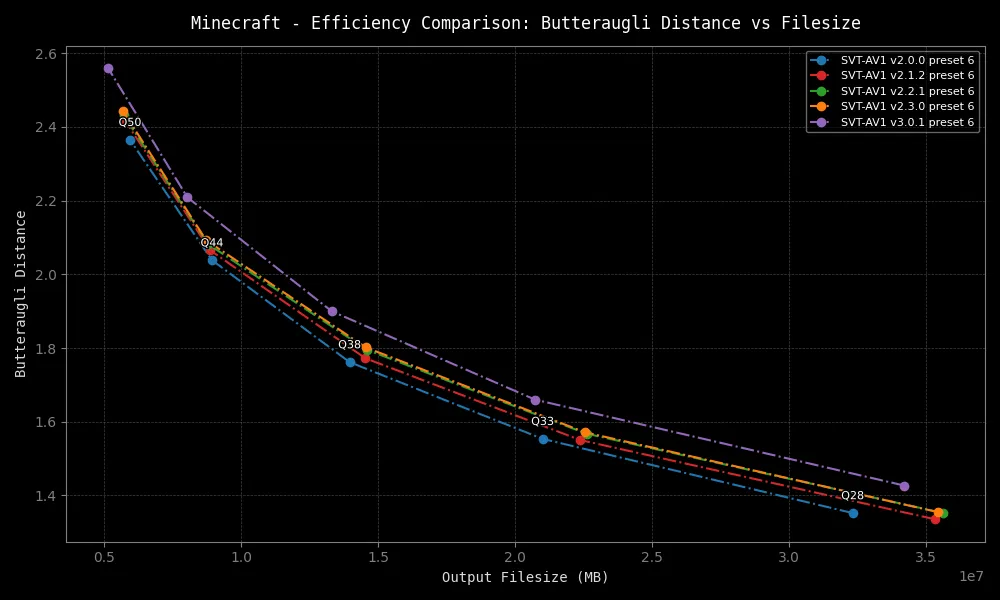 Minecraft - Efficiency Comparison: Butteraugli Distance vs Filesize
SVT-AV1 v2.0.0 preset 6
SVT-AV1 v2.1.2 preset 6
SVT-AV1 v2.2.1 preset 6
SVT-AV1 v2.3.0 preset 6
SVT-AV1 v3.0.1 preset 6
Butteraugli Distance
2.6
2.4
2.2
2.0
1.8
1.6
1.4
Q50
Q44
Q38
Q33
Q28
0.5
1.0
1.5
2.0
2.5
3.0
3.5
1e7
Output Filesize (MB)